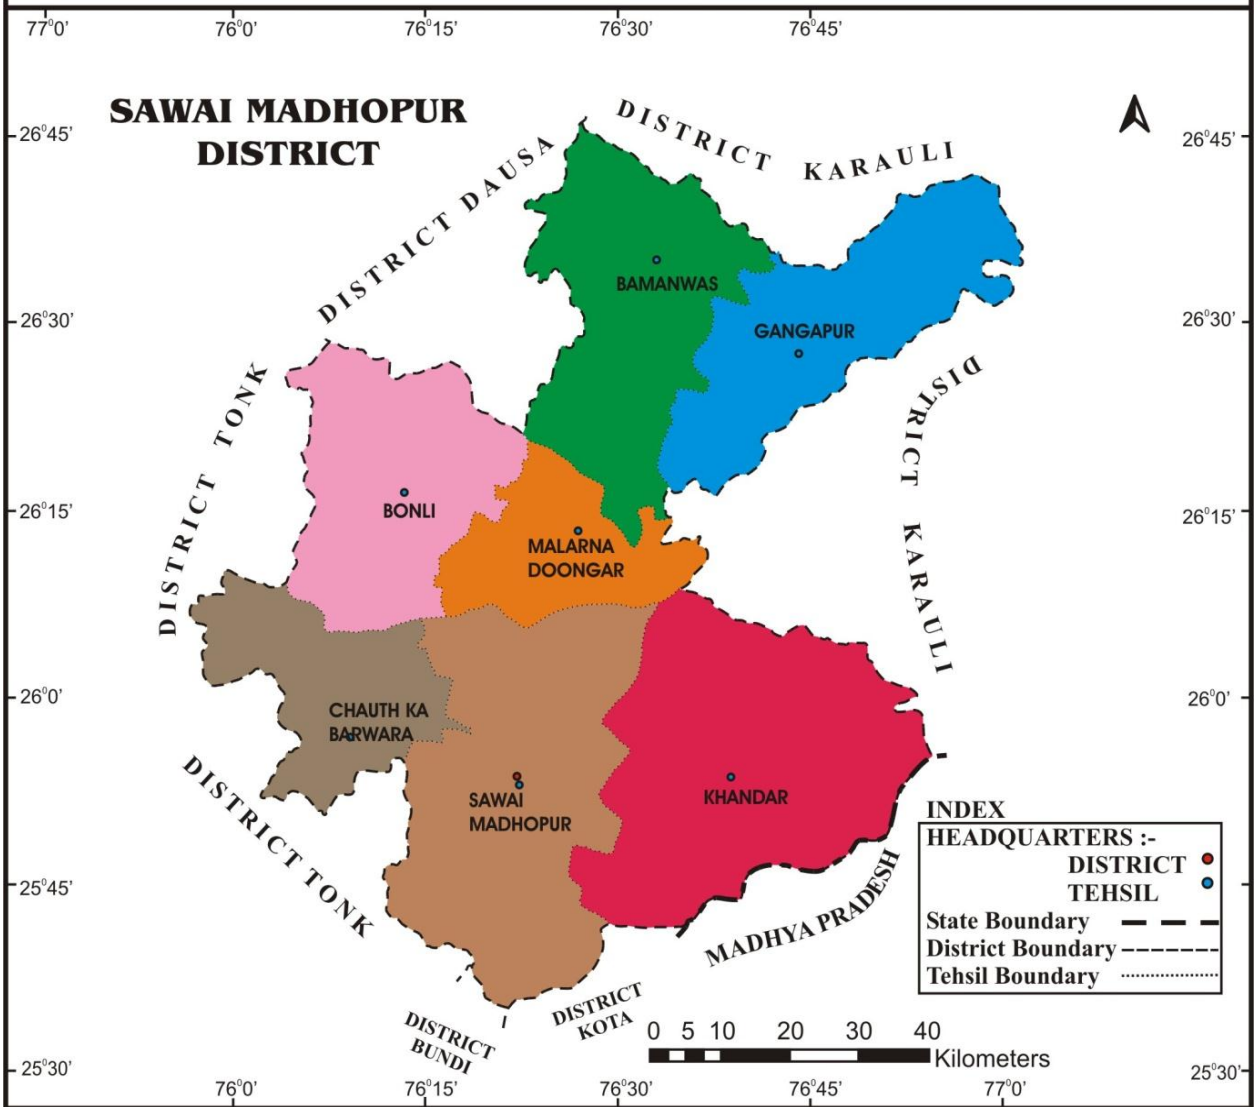 77°0' 76°0' 76°15' 76°30' 76°45'
SAWAI MADHOPUR
DISTRICT
DISTRICT KARAULI
DISTRICT DAUSA
26°45' 26°45'
BAMANWAS
26°30' 26°30'
GANGAPUR
DISTRICT TONK
DISTRICT KARAULI
BONLI
26°15' 26°15'
MALARNA
DOONGAR
26°0' 26°0'
CHAUTH KA
BARWARA
DISTRICT TONK
SAWAI
MADHOPUR
KHANDAR
INDEX
HEADQUARTERS :-
DISTRICT
TEHSIL
State Boundary
District Boundary
Tehsil Boundary
25°45'
MADHYA PRADESH
DISTRICT
KOTA
DISTRICT
BUNDI
0 5 10 20 30 40
Kilometers
25°30' 25°30'
76°0' 76°15' 76°30' 76°45' 77°0'